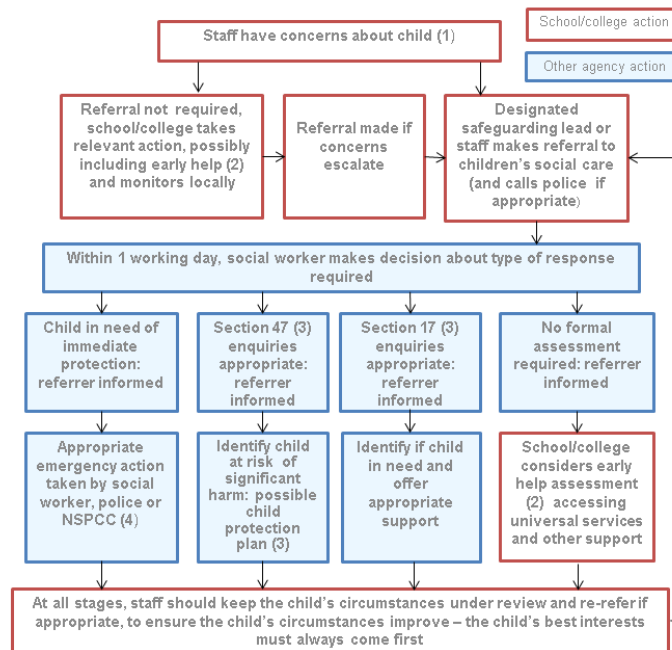 School/college action
Staff have concerns about child (1)
Other agency action
Referral not required,
school/college takes
relevant action, possibly
including early help (2)
and monitors locally
Referral made if
concerns
escalate
Designated
safeguarding lead or
staff makes referral to
children's social care
(and calls police if
appropriate)
Within 1 working day, social worker makes decision about type of response
required
Child in need of
immediate
protection:
referrer informed
Section 47 (3)
enquiries
appropriate:
referrer
informed
Section 17 (3)
enquiries
appropriate:
referrer
informed
No formal
assessment
required: referrer
informed
Appropriate
emergency action
taken by social
worker, police or
NSPCC (4)
Identify child
at risk of
significant
harm: possible
child
protection
plan (3)
Identify if child
in need and
offer
appropriate
support
School/college
considers early
help assessment
(2) accessing
universal services
and other support
At all stages, staff should keep the child's circumstances under review and re-refer if
appropriate, to ensure the child's circumstances improve – the child's best interests
must always come first